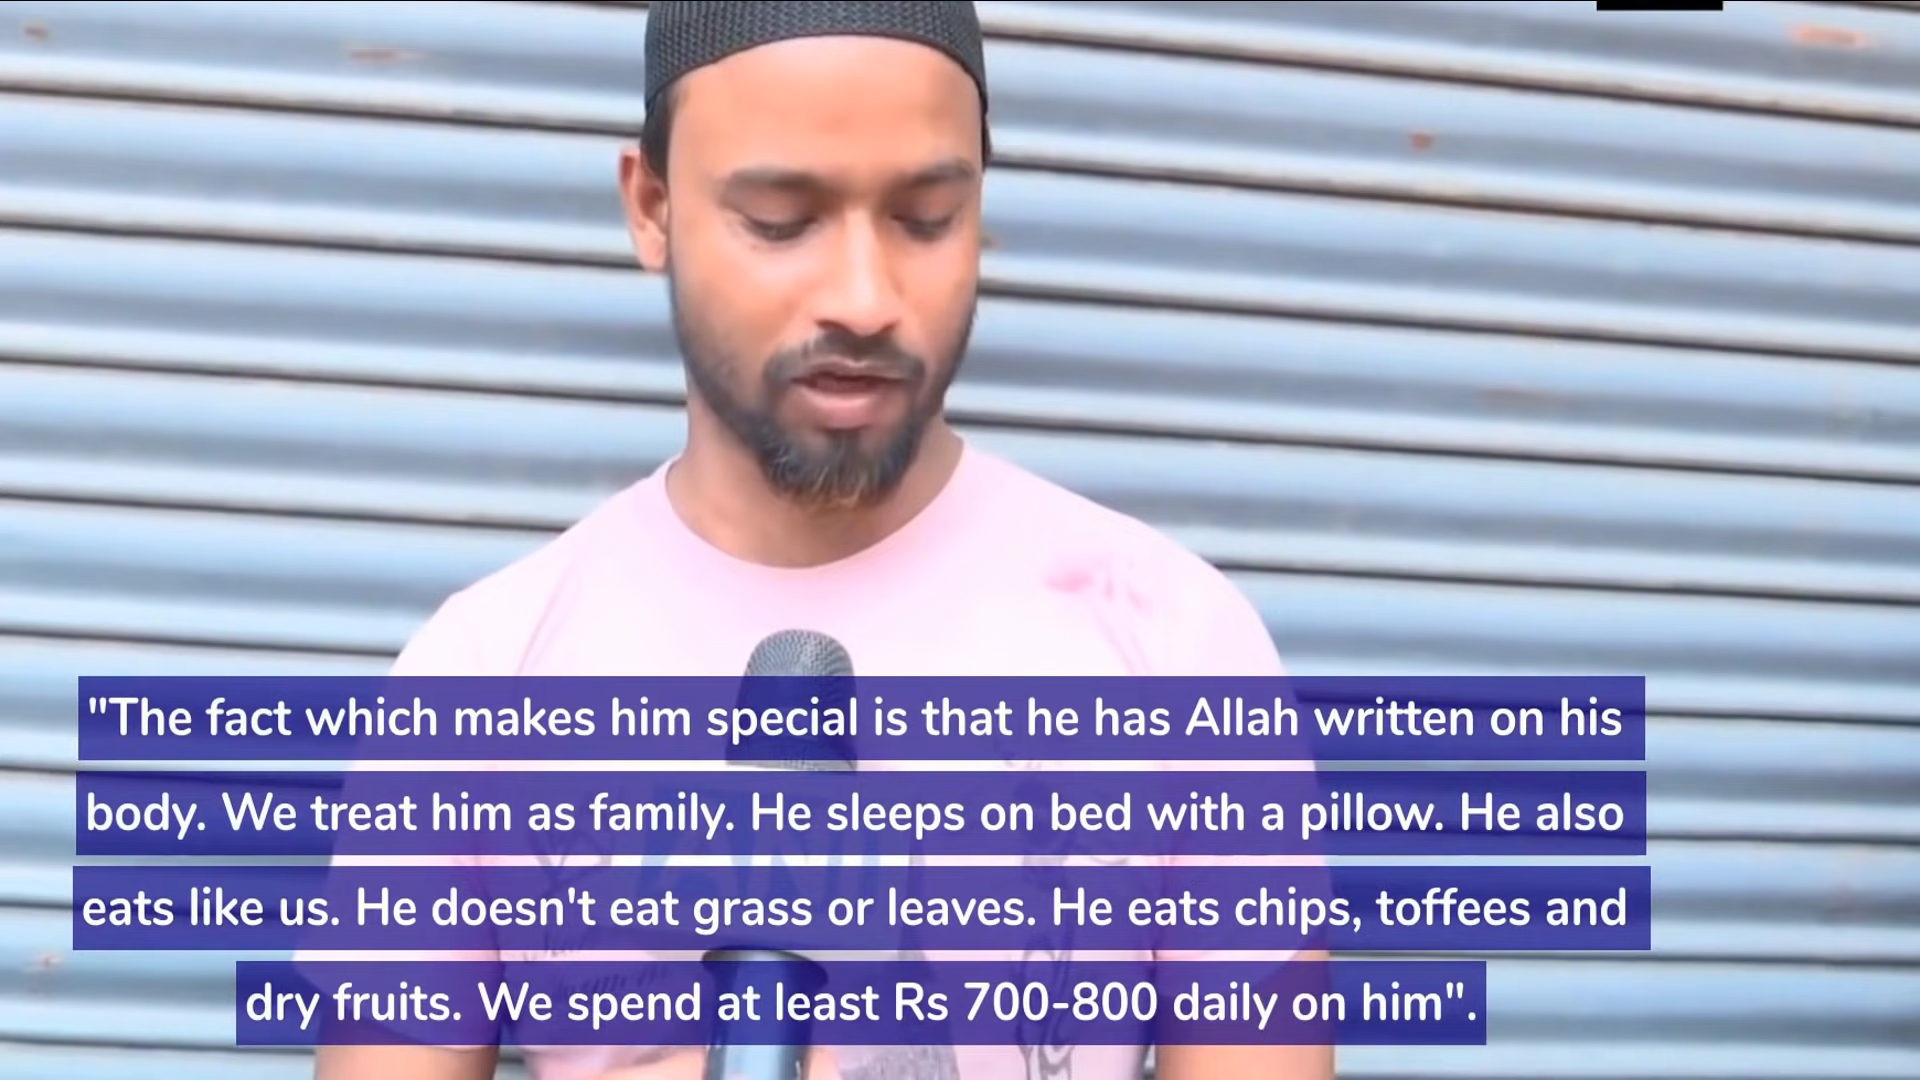 "The fact which makes him special is that he has Allah written on his
body. We treat him as family. He sleeps on bed with a pillow. He also
eats like us. He doesn't eat grass or leaves. He eats chips, toffees and
dry fruits. We spend at least Rs 700-800 daily on him".
ANI